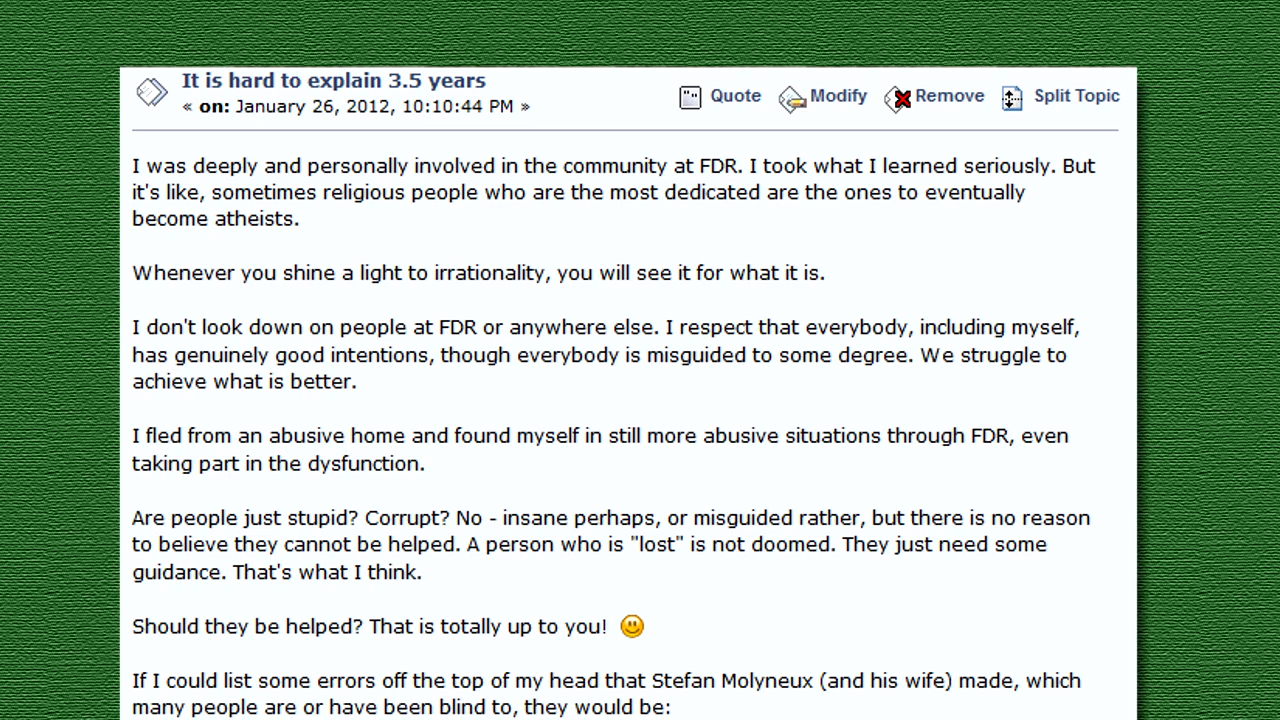 It is hard to explain 3.5 years
« on: January 26, 2012, 10:10:44 PM »
Quote Modify Remove Split Topic
I was deeply and personally involved in the community at FDR. I took what I learned seriously. But
it's like, sometimes religious people who are the most dedicated are the ones to eventually
become atheists.
Whenever you shine a light to irrationality, you will see it for what it is.
I don't look down on people at FDR or anywhere else. I respect that everybody, including myself,
has genuinely good intentions, though everybody is misguided to some degree. We struggle to
achieve what is better.
I fled from an abusive home and found myself in still more abusive situations through FDR, even
taking part in the dysfunction.
Are people just stupid? Corrupt? No - insane perhaps, or misguided rather, but there is no reason
to believe they cannot be helped. A person who is "lost" is not doomed. They just need some
guidance. That's what I think.
Should they be helped? That is totally up to you!
If I could list some errors off the top of my head that Stefan Molyneux (and his wife) made, which
many people are or have been blind to, they would be: